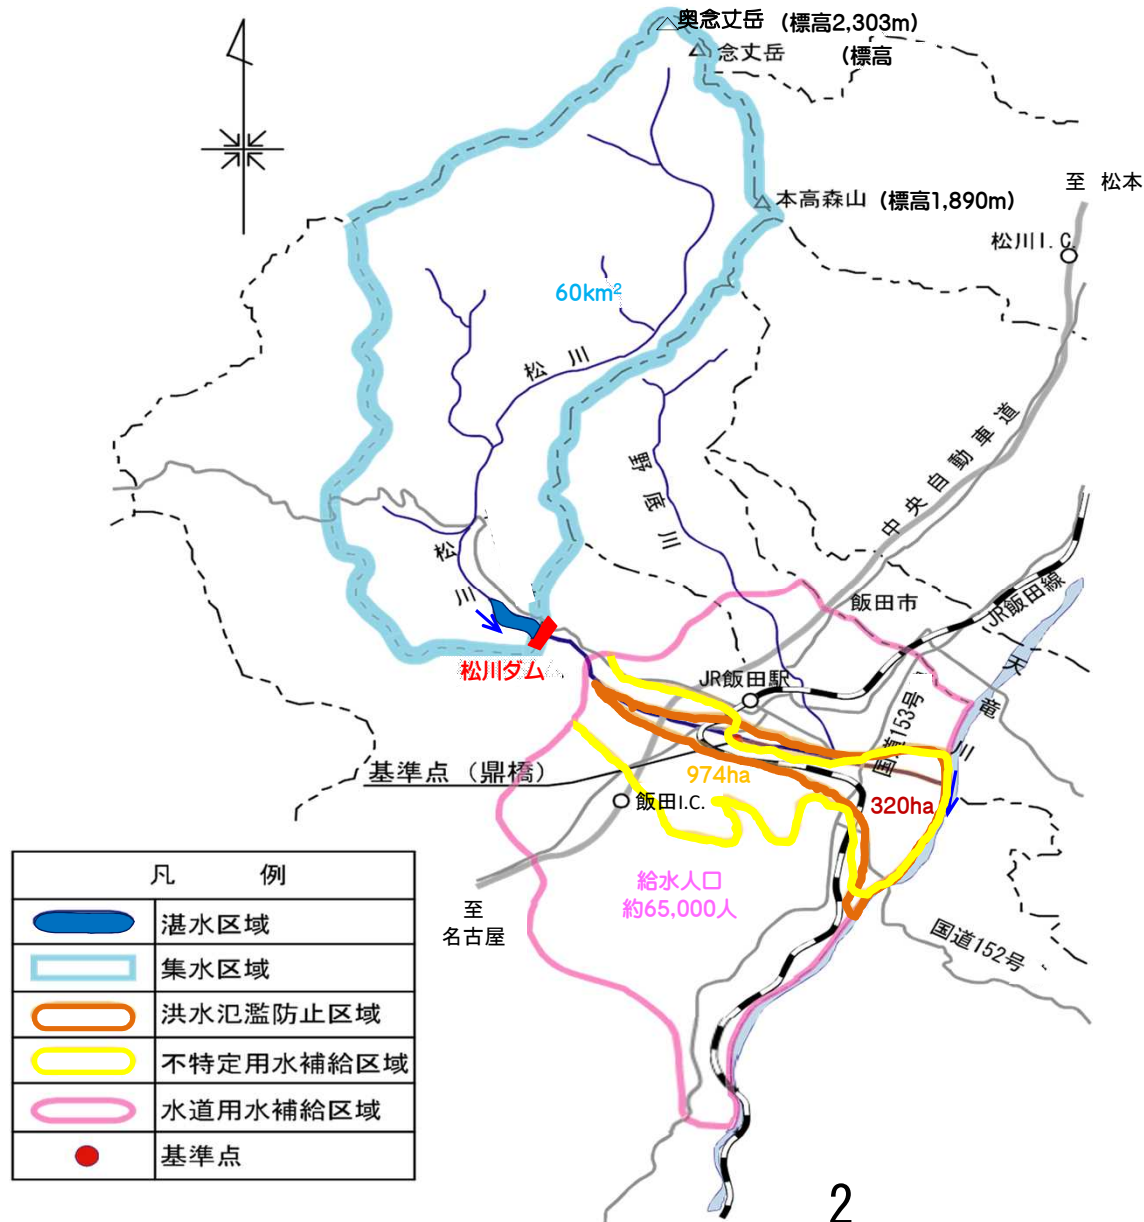 奥念丈岳 (標高2,303m)
念丈岳 (標高
至 松本
本高森山 (標高1,890m)
松川I.C.
60km²
松川
中央自動車道
野底川
松川
飯田市
JR飯田線
松川ダム
JR飯田駅
天竜川
国道153号
基準点(鼎橋)
974ha
飯田I.C.
320ha
給水人口
約65,000人
至
名古屋
国道152号
凡 例
湛水区域
集水区域
洪水氾濫防止区域
不特定用水補給区域
水道用水補給区域
基準点
2